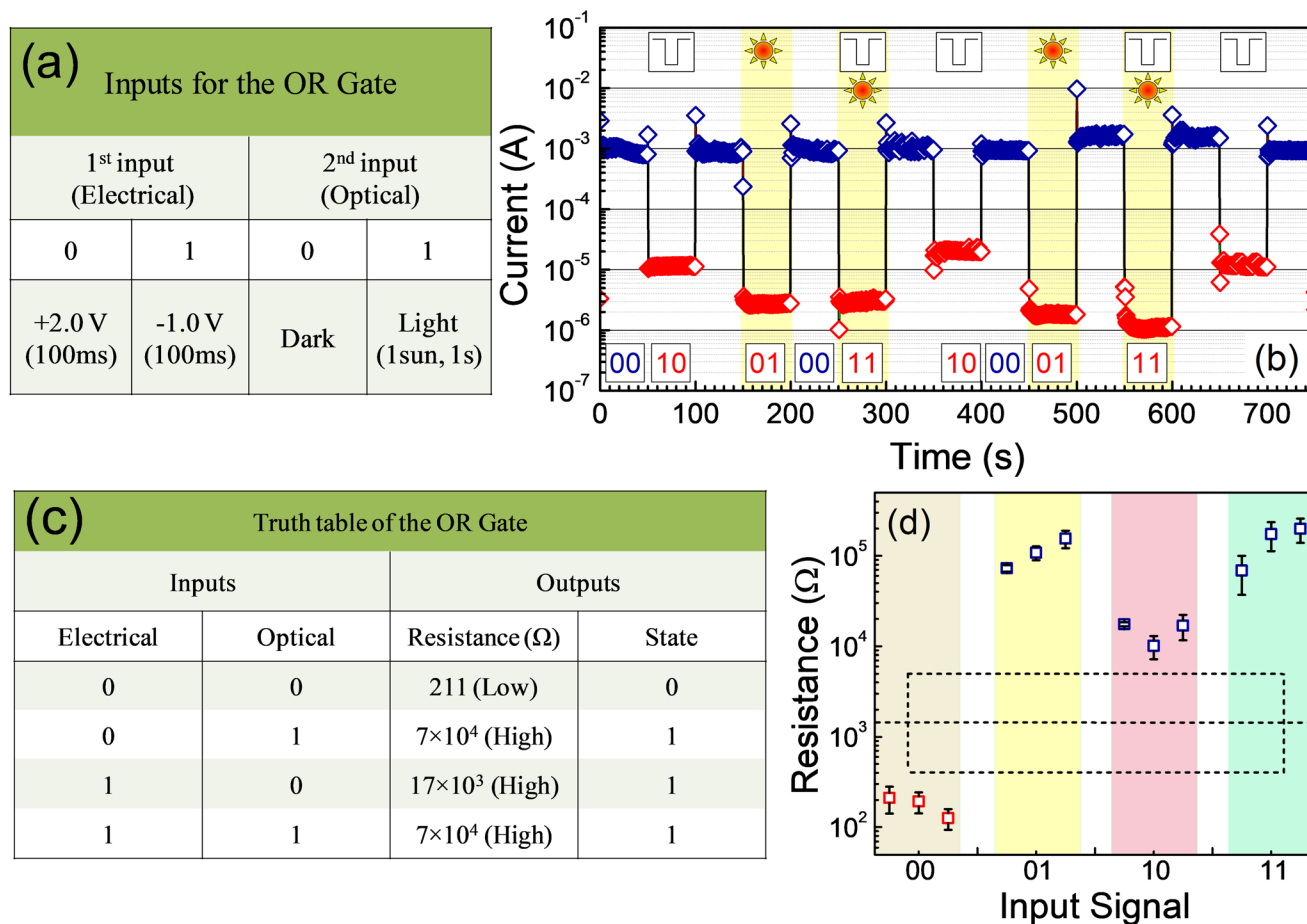 (a)
Inputs for the OR Gate
1st input (Electrical) 2nd input (Optical)
0 1 0 1
+2.0 V (100ms) -1.0 V (100ms) Dark Light (1sun, 1s)
10⁻¹
10⁻²
10⁻³
10⁻⁴
10⁻⁵
10⁻⁶
10⁻⁷
Current (A)
00 10 01 00 11 10 00 01 11 (b)
0 100 200 300 400 500 600 700
Time (s)
(c)
Truth table of the OR Gate
Inputs Outputs
Electrical Optical Resistance (Ω) State
0 0 211 (Low) 0
0 1 7×10⁴ (High) 1
1 0 17×10³ (High) 1
1 1 7×10⁴ (High) 1
(d)
10⁵
10⁴
10³
10²
Resistance (Ω)
00 01 10 11
Input Signal